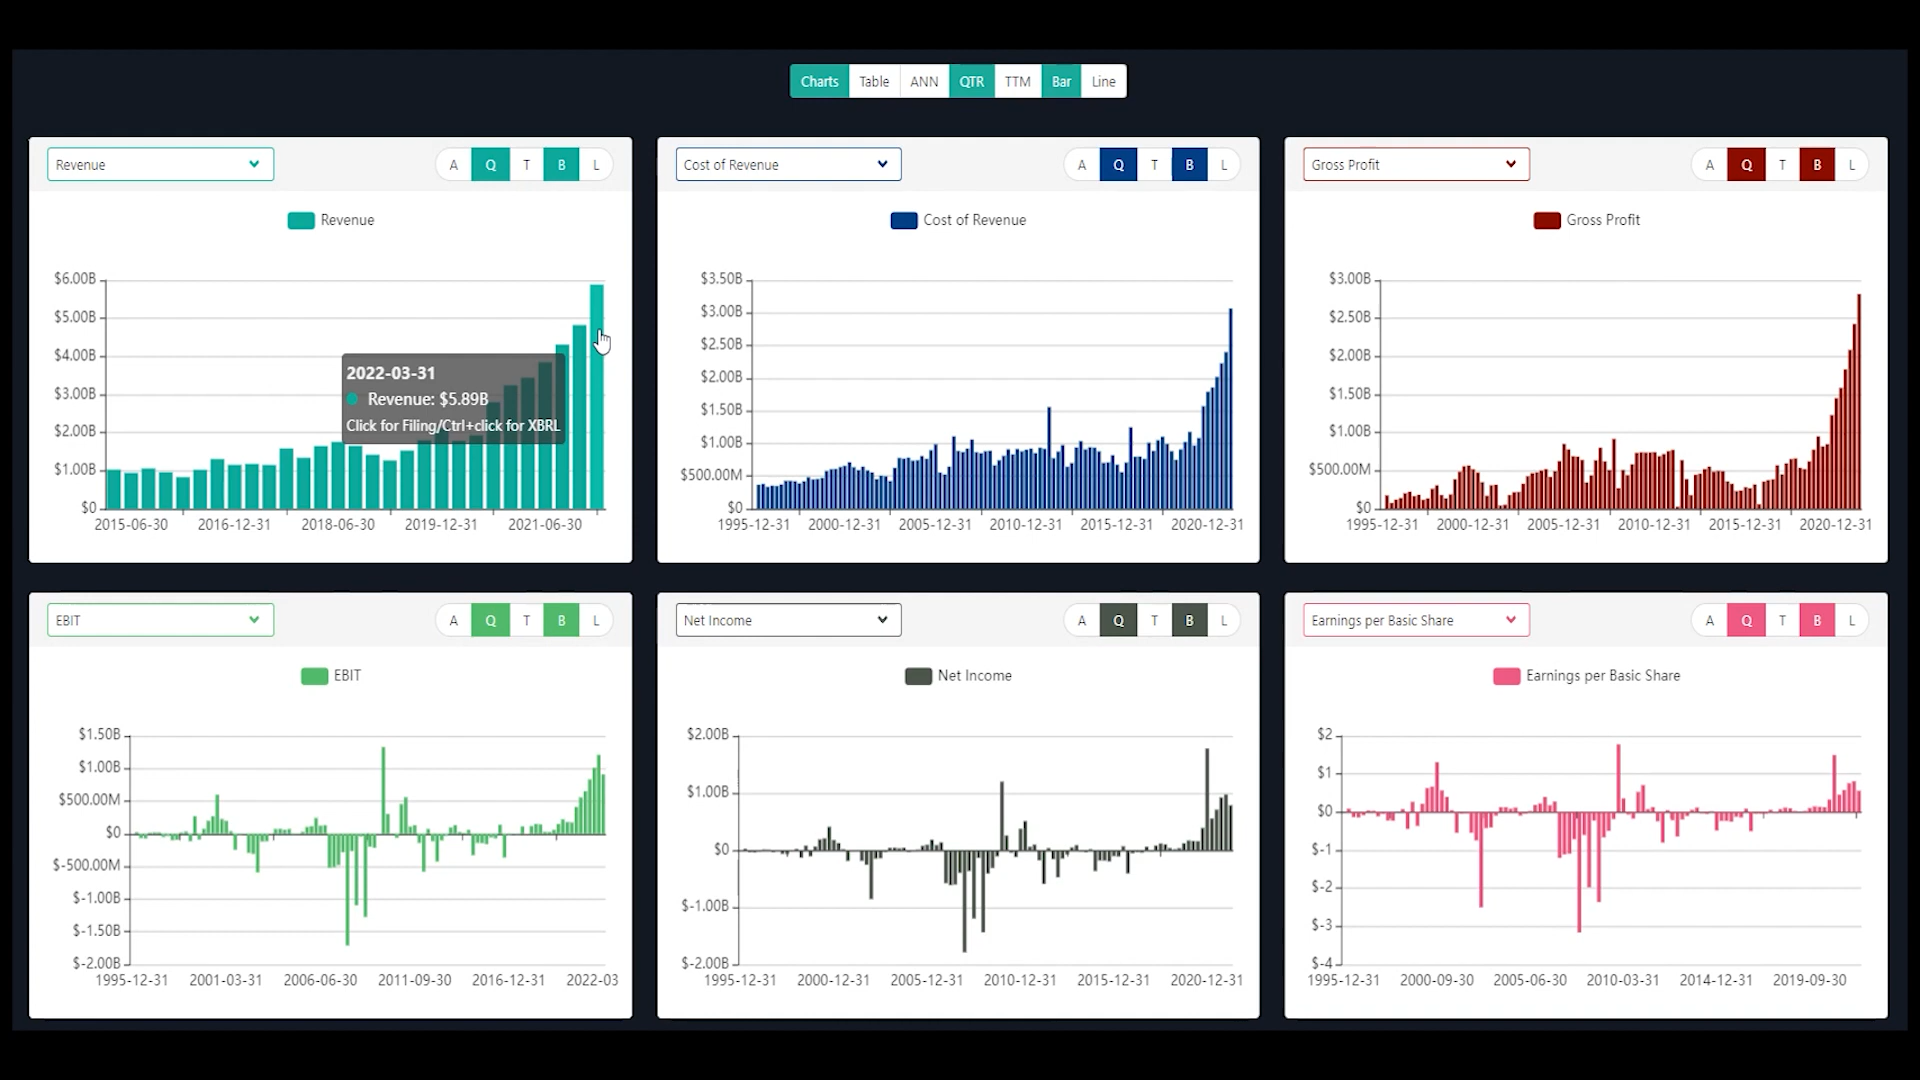 Charts Table ANN QTR TTM Bar Line
Revenue A Q T B L
Revenue
$6.00B
$5.00B
$4.00B
$3.00B
$2.00B
$1.00B
$0
2022-03-31
Revenue: $5.89B
Click for Filing/Ctrl+click for XBRL
2015-06-30 2016-12-31 2018-06-30 2019-12-31 2021-06-30
Cost of Revenue A Q T B L
Cost of Revenue
$3.50B
$3.00B
$2.50B
$2.00B
$1.50B
$1.00B
$500.00M
$0
1995-12-31 2000-12-31 2005-12-31 2010-12-31 2015-12-31 2020-12-31
Gross Profit A Q T B L
Gross Profit
$3.00B
$2.50B
$2.00B
$1.50B
$1.00B
$500.00M
$0
1995-12-31 2000-12-31 2005-12-31 2010-12-31 2015-12-31 2020-12-31
EBIT A Q T B L
EBIT
$1.50B
$1.00B
$500.00M
$0
$-500.00M
$-1.00B
$-1.50B
$-2.00B
1995-12-31 2001-03-31 2006-06-30 2011-09-30 2016-12-31 2022-03
Net Income A Q T B L
Net Income
$2.00B
$1.00B
$0
$-1.00B
$-2.00B
1995-12-31 2000-12-31 2005-12-31 2010-12-31 2015-12-31 2020-12-31
Earnings per Basic Share A Q T B L
Earnings per Basic Share
$2
$1
$0
$-1
$-2
$-3
$-4
1995-12-31 2000-09-30 2005-06-30 2010-03-31 2014-12-31 2019-09-30